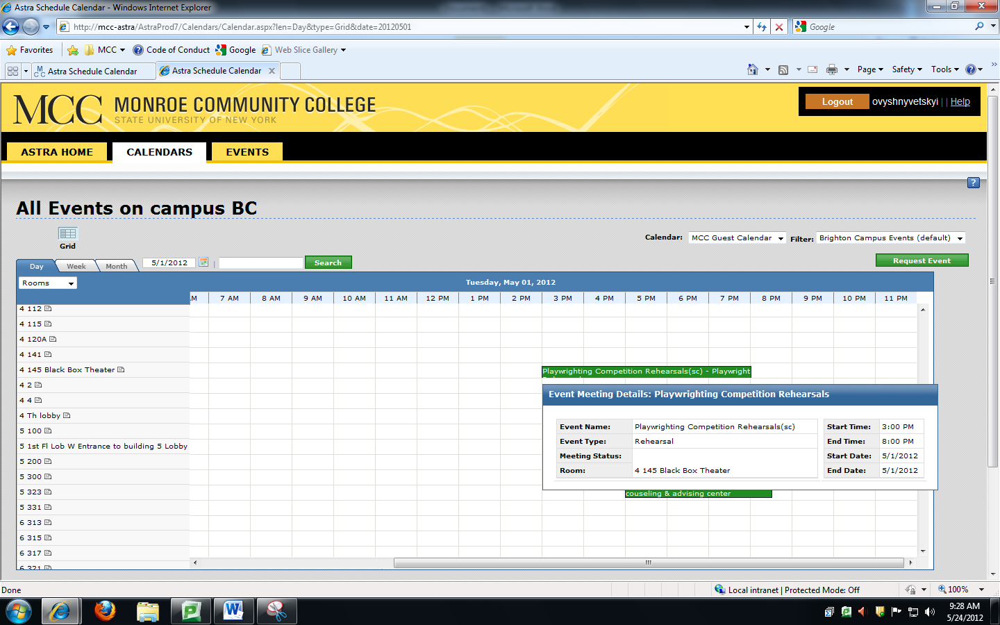 Astra Schedule Calendar - Windows Internet Explorer
http://mcc-astra/AstraProd7/Calendars/Calendar.aspx?len=Day&type=Grid&date=20120501
Google
Favorites MCC Code of Conduct Google Web Slice Gallery
Astra Schedule Calendar Astra Schedule Calendar Page Safety Tools
MCC MONROE COMMUNITY COLLEGE
STATE UNIVERSITY OF NEW YORK
Logout ovyshnyvetskyi | | Help
ASTRA HOME CALENDARS EVENTS
?
All Events on campus BC
Grid
Calendar: MCC Guest Calendar Filter: Brighton Campus Events (default)
Day Week Month 5/1/2012 | Search Request Event
Rooms Tuesday, May 01, 2012
AM 7 AM 8 AM 9 AM 10 AM 11 AM 12 PM 1 PM 2 PM 3 PM 4 PM 5 PM 6 PM 7 PM 8 PM 9 PM 10 PM 11 PM
4 112
4 115
4 120A
4 141
4 145 Black Box Theater Playwrighting Competition Rehearsals(sc) - Playwright
4 2
4 4
4 Th lobby
5 100
5 1st Fl Lob W Entrance to building 5 Lobby
5 200
5 300
5 323
5 331
6 313
6 315
6 317
6 321
Event Meeting Details: Playwrighting Competition Rehearsals
Event Name: Playwrighting Competition Rehearsals(sc) Start Time: 3:00 PM
Event Type: Rehearsal End Time: 8:00 PM
Meeting Status: Start Date: 5/1/2012
Room: 4 145 Black Box Theater End Date: 5/1/2012
couseling & advising center
Done Local intranet | Protected Mode: Off 100%
9:28 AM
5/24/2012